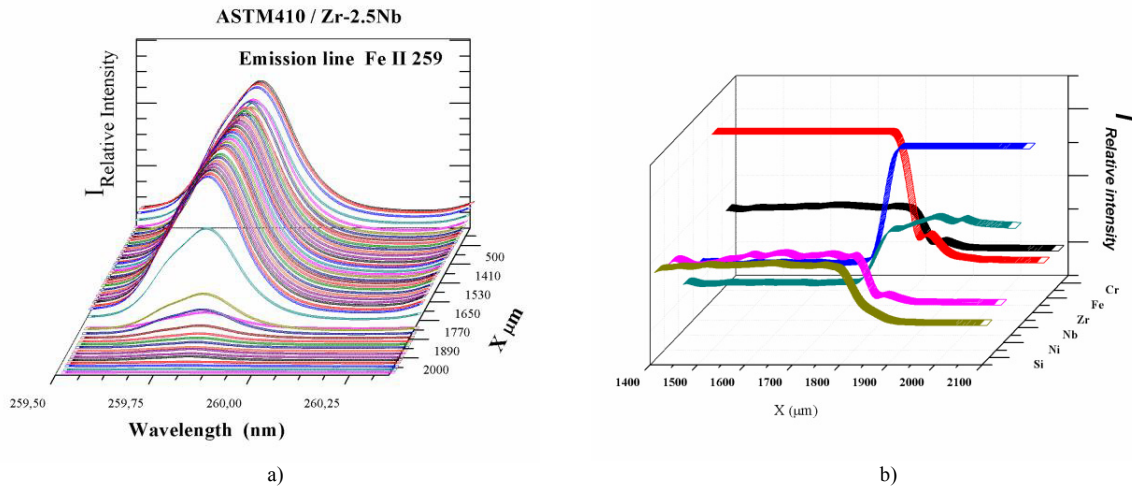 ASTM410 / Zr-2.5Nb
Emission line Fe II 259
I Relative Intensity
500
1410
1530
1650
1770
1890
2000
X µm
259,50
259,75
260,00
260,25
Wavelength (nm)
a)
I
Relative intensity
Cr
Fe
Zr
Nb
Ni
Si
1400
1500
1600
1700
1800
1900
2000
2100
X (µm)
b)